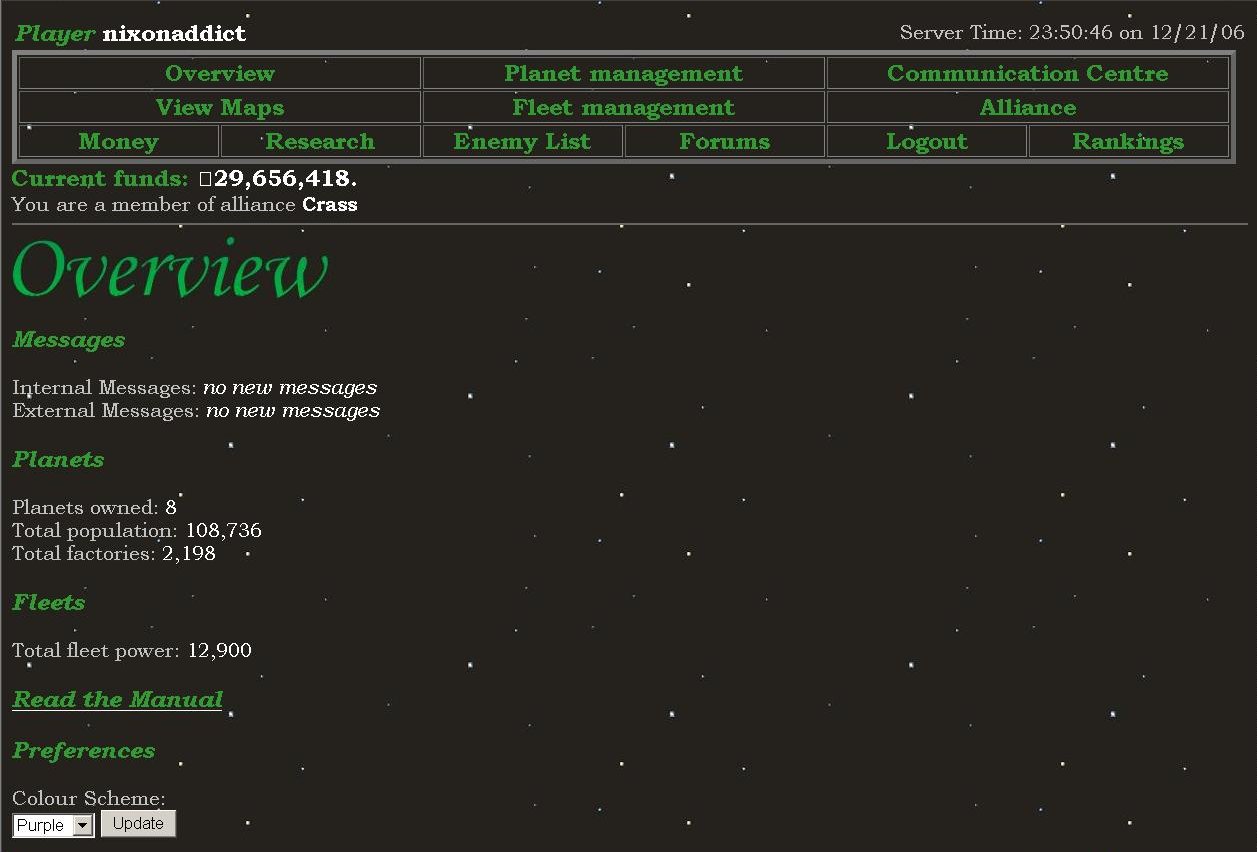 Player nixonaddict
Server Time: 23:50:46 on 12/21/06
Overview Planet management Communication Centre
View Maps Fleet management Alliance
Money Research Enemy List Forums Logout Rankings
Current funds: □29,656,418.
You are a member of alliance Crass
Overview
Messages
Internal Messages: no new messages
External Messages: no new messages
Planets
Planets owned: 8
Total population: 108,736
Total factories: 2,198
Fleets
Total fleet power: 12,900
Read the Manual
Preferences
Colour Scheme:
Purple Update